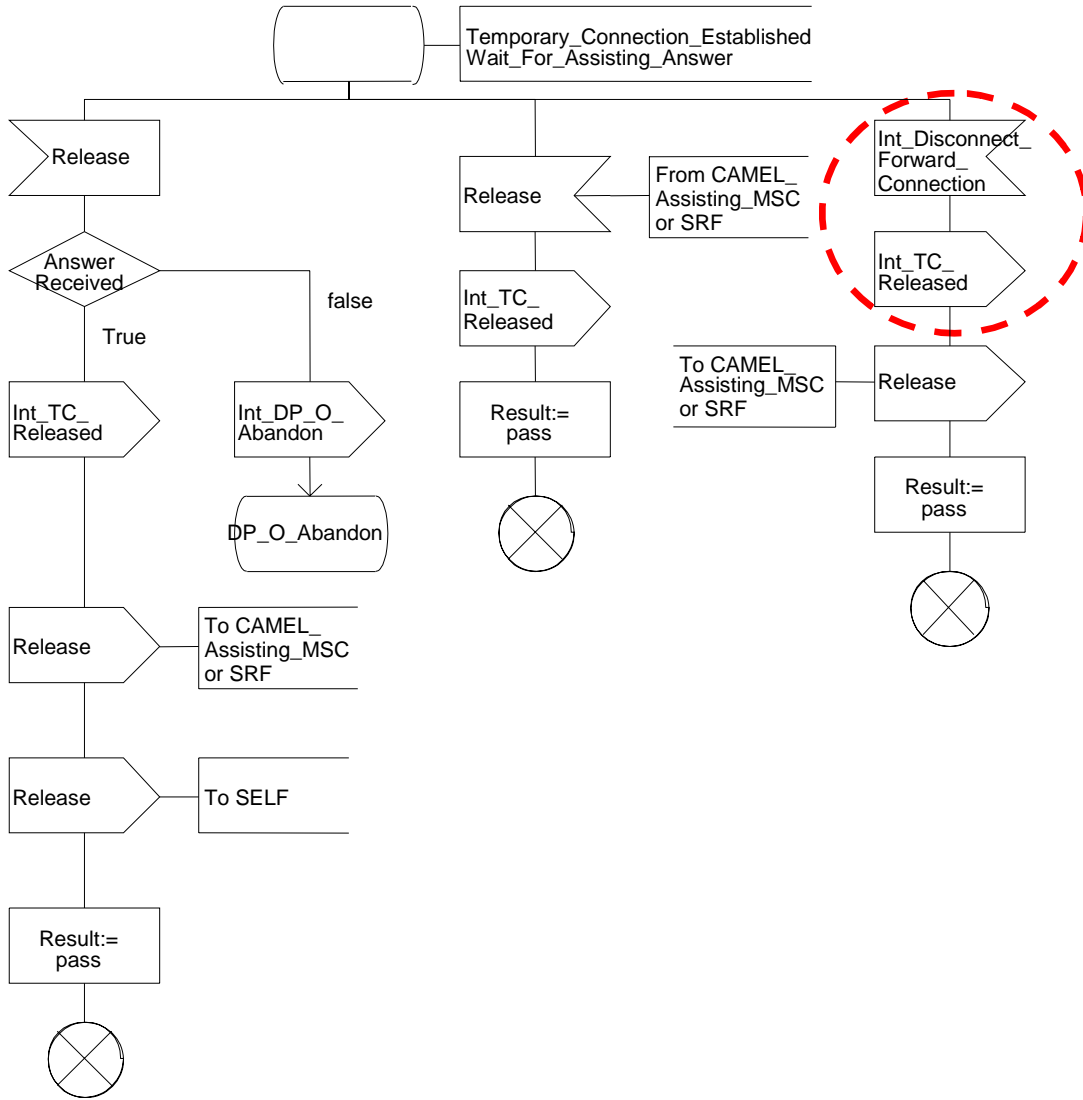 Temporary_Connection_Established
Wait_For_Assisting_Answer
Release
Answer
Received
false
True
Int_TC_
Released
Int_DP_O_
Abandon
DP_O_Abandon
Release
To CAMEL_
Assisting_MSC
or SRF
Release
To SELF
Result:=
pass
Release
From CAMEL_
Assisting_MSC
or SRF
Int_TC_
Released
Result:=
pass
Int_Disconnect_
Forward_
Connection
Int_TC_
Released
To CAMEL_
Assisting_MSC
or SRF
Release
Result:=
pass